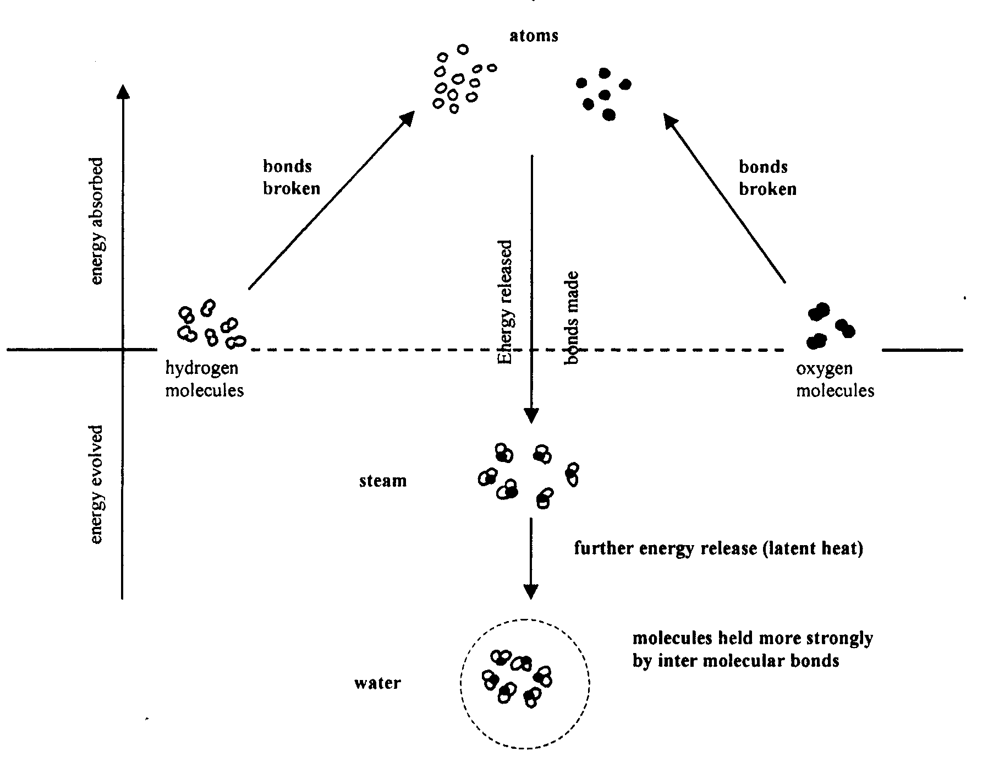 atoms
bonds
broken
bonds
broken
energy absorbed
Energy released
bonds made
hydrogen
molecules
oxygen
molecules
energy evolved
steam
further energy release (latent heat)
molecules held more strongly
by inter molecular bonds
water